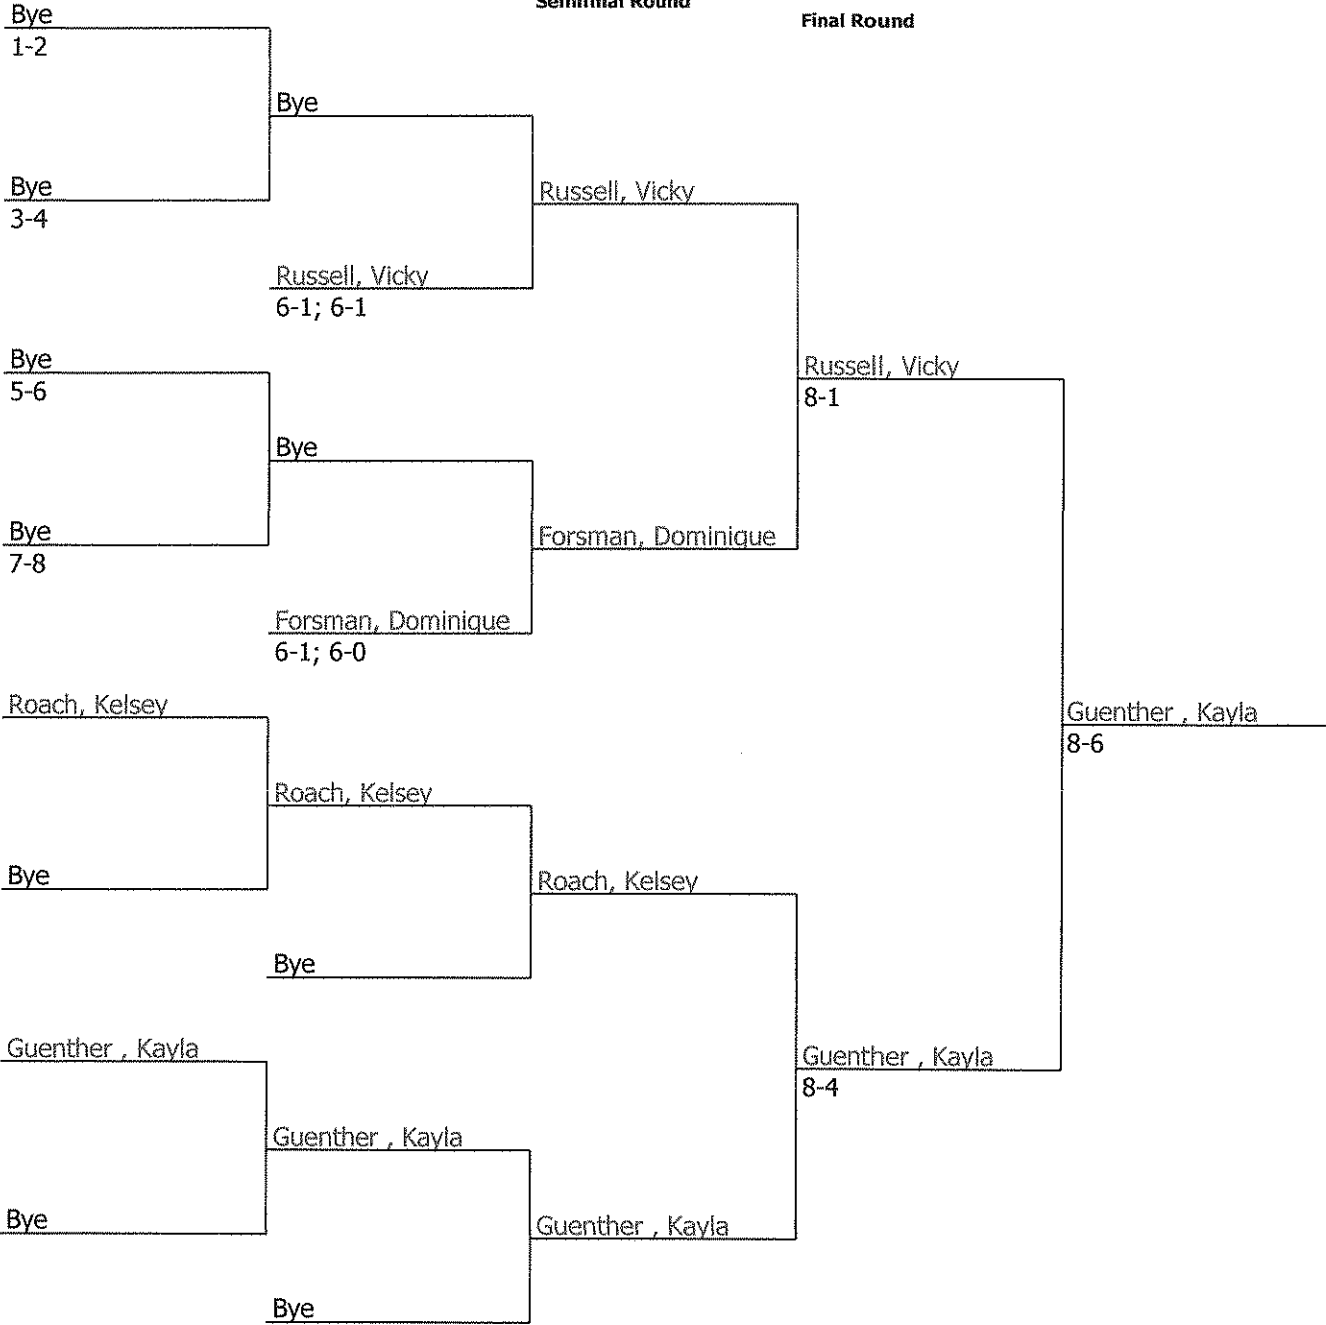 Semifinal Round
Final Round
Bye
1-2
Bye
Bye
3-4
Russell, Vicky
Russell, Vicky
6-1; 6-1
Bye
5-6
Russell, Vicky
8-1
Bye
Bye
7-8
Forsman, Dominique
Forsman, Dominique
6-1; 6-0
Roach, Kelsey
Guenther , Kayla
8-6
Roach, Kelsey
Bye
Roach, Kelsey
Bye
Guenther , Kayla
Guenther , Kayla
8-4
Guenther , Kayla
Bye
Guenther , Kayla
Bye